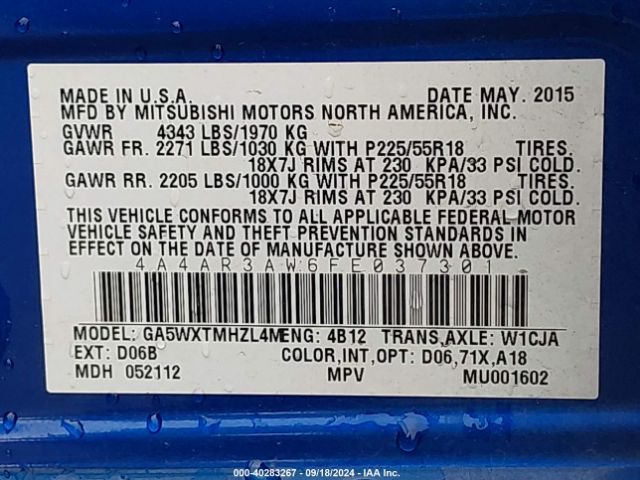 MADE IN U.S.A. DATE MAY. 2015
MFD BY MITSUBISHI MOTORS NORTH AMERICA, INC.
GVWR 4343 LBS/1970 KG
GAWR FR. 2271 LBS/1030 KG WITH P225/55R18 TIRES.
18X7J RIMS AT 230 KPA/33 PSI COLD.
GAWR RR. 2205 LBS/1000 KG WITH P225/55R18 TIRES.
18X7J RIMS AT 230 KPA/33 PSI COLD.
THIS VEHICLE CONFORMS TO ALL APPLICABLE FEDERAL MOTOR
VEHICLE SAFETY AND THEFT PREVENTION STANDARDS IN
EFFECT ON THE DATE OF MANUFACTURE SHOWN ABOVE.
4A4AR3AW6FE037301
MODEL: GA5WXTMHZL4M ENG: 4B12 TRANS,AXLE: W1CJA
EXT: D06B COLOR,INT,OPT: D06,71X,A18
MDH 052112 MPV MU001602
000-40283267 - 09/18/2024 - IAA Inc.